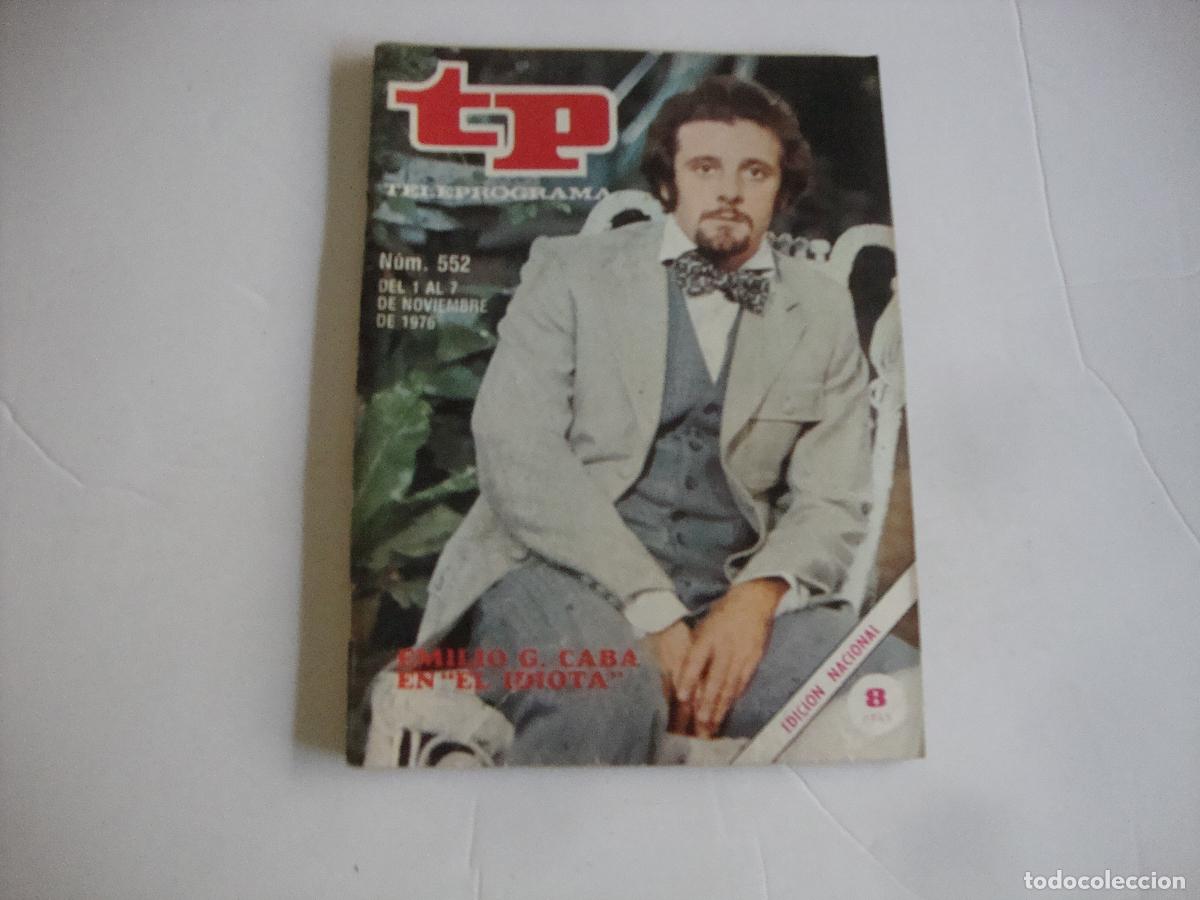 tp
TELEPROGRAMA
Núm. 552
DEL 1 AL 7
DE NOVIEMBRE
DE 1976
EMILIO G. CABA
EN "EL IDIOTA"
EDICION NACIONAL
8
PTAS
todocoleccion